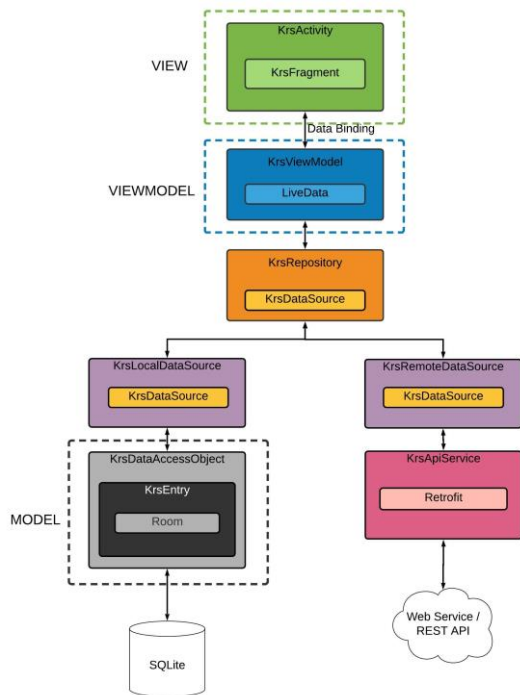 KrsActivity
VIEW
KrsFragment
Data Binding
KrsViewModel
VIEWMODEL
LiveData
KrsRepository
KrsDataSource
KrsLocalDataSource
KrsDataSource
KrsRemoteDataSource
KrsDataSource
KrsDataAccessObject
KrsEntry
Room
MODEL
KrsApiService
Retrofit
Web Service /
REST API
SQLite